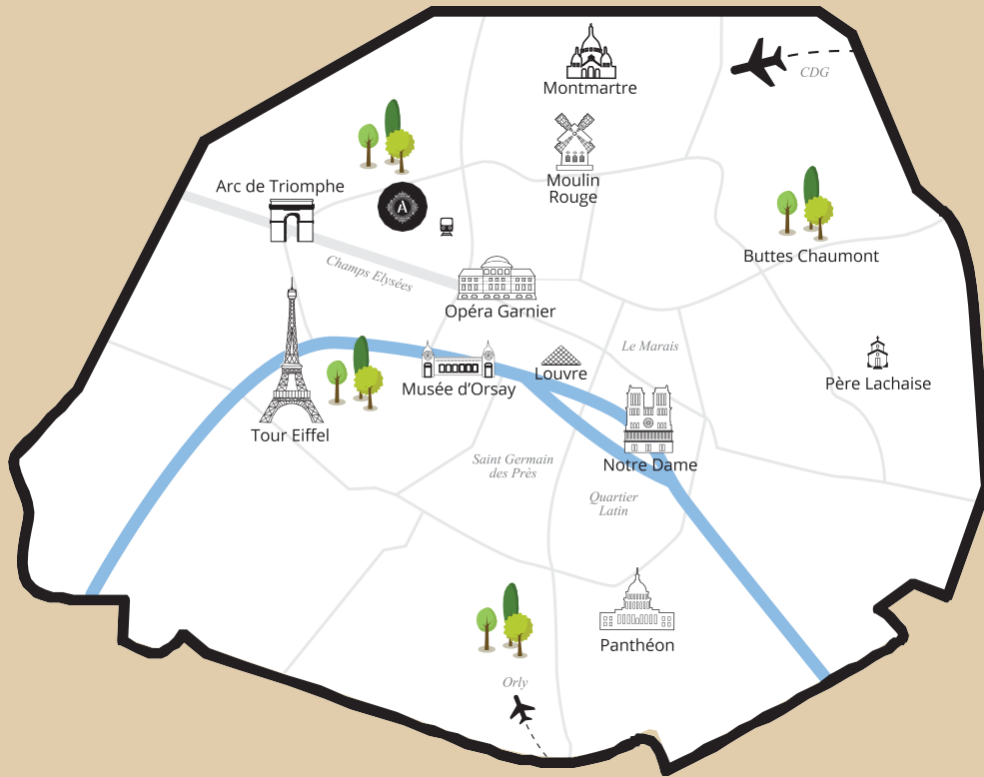 CDG
Montmartre
Moulin
Rouge
Arc de Triomphe
A
Buttes Chaumont
Champs Elysées
Opéra Garnier
Le Marais
Louvre
Père Lachaise
Musée d'Orsay
Tour Eiffel
Notre Dame
Saint Germain
des Près
Quartier
Latin
Panthéon
Orly